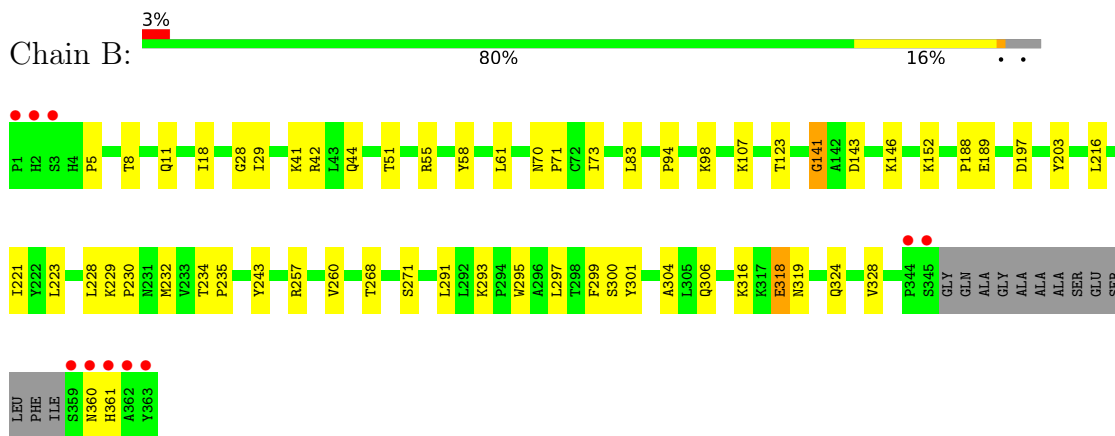 3%
Chain B:
80% 16% • •
P1 H2 S3 H4 P5 T8 Q11 I18 G28 I29 K41 R42 L43 Q44 T51 R55 Y58 L61 N70 P71 C72 I73 L83 P94 K98 K107 T123 G141 A142 D143 K146 K152 P188 E189 D197 Y203 L216
I221 Y222 L223 L228 K229 P230 N231 M232 V233 T234 P235 Y243 R257 V260 T268 S271 L291 L292 K293 P294 W295 A296 L297 T298 F299 S300 Y301 A304 L305 Q306 K316 K317 E318 N319 Q324 V328 P344 S345 GLY GLN ALA GLY ALA ALA ALA SER GLU SER
LEU PHE ILE S359 N360 H361 A362 Y363